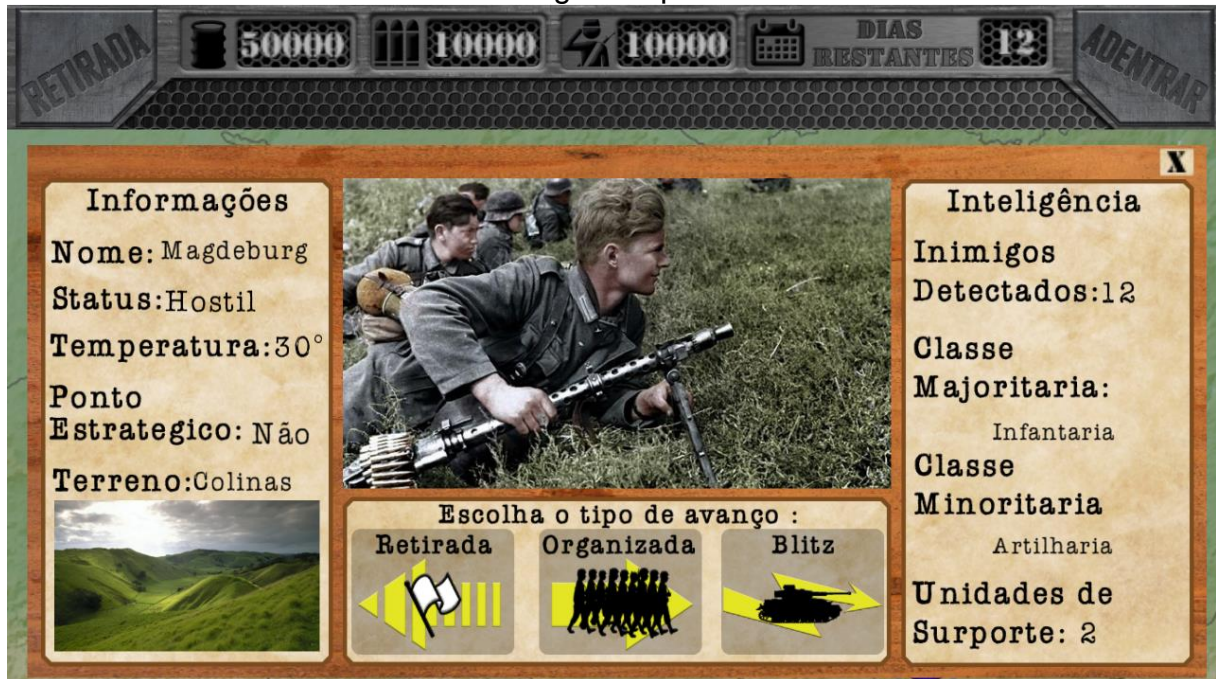 RETIRADA
50000
10000
10000
DIAS
RESTANTES
12
ADENTRAR
X
Informações
Nome: Magdeburg
Status:Hostil
Temperatura:30°
Ponto
Estrategico: Não
Terreno:Colinas
Escolha o tipo de avanço :
Retirada
Organizada
Blitz
Inteligência
Inimigos
Detectados:12
Classe
Majoritaria:
Infantaria
Classe
Minoritaria
Artilharia
Unidades de
Surporte: 2